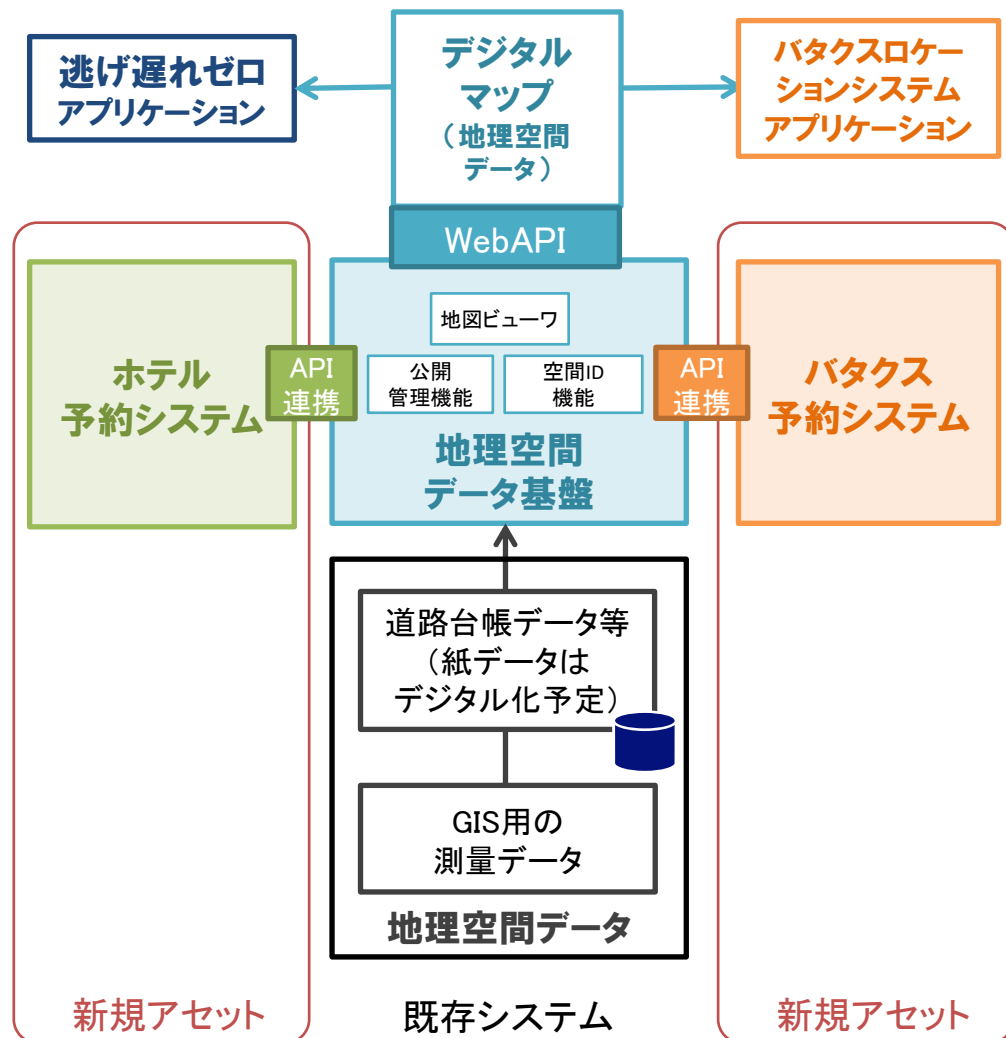 逃げ遅れゼロ
アプリケーション
デジタル
マップ
（地理空間
データ）
バタクスロケー
ションシステム
アプリケーション
WebAPI
地図ビューワ
ホテル
予約システム
API
連携
公開
管理機能
空間ID
機能
API
連携
バタクス
予約システム
地理空間
データ基盤
道路台帳データ等
（紙データは
デジタル化予定）
GIS用の
測量データ
地理空間データ
新規アセット
既存システム
新規アセット